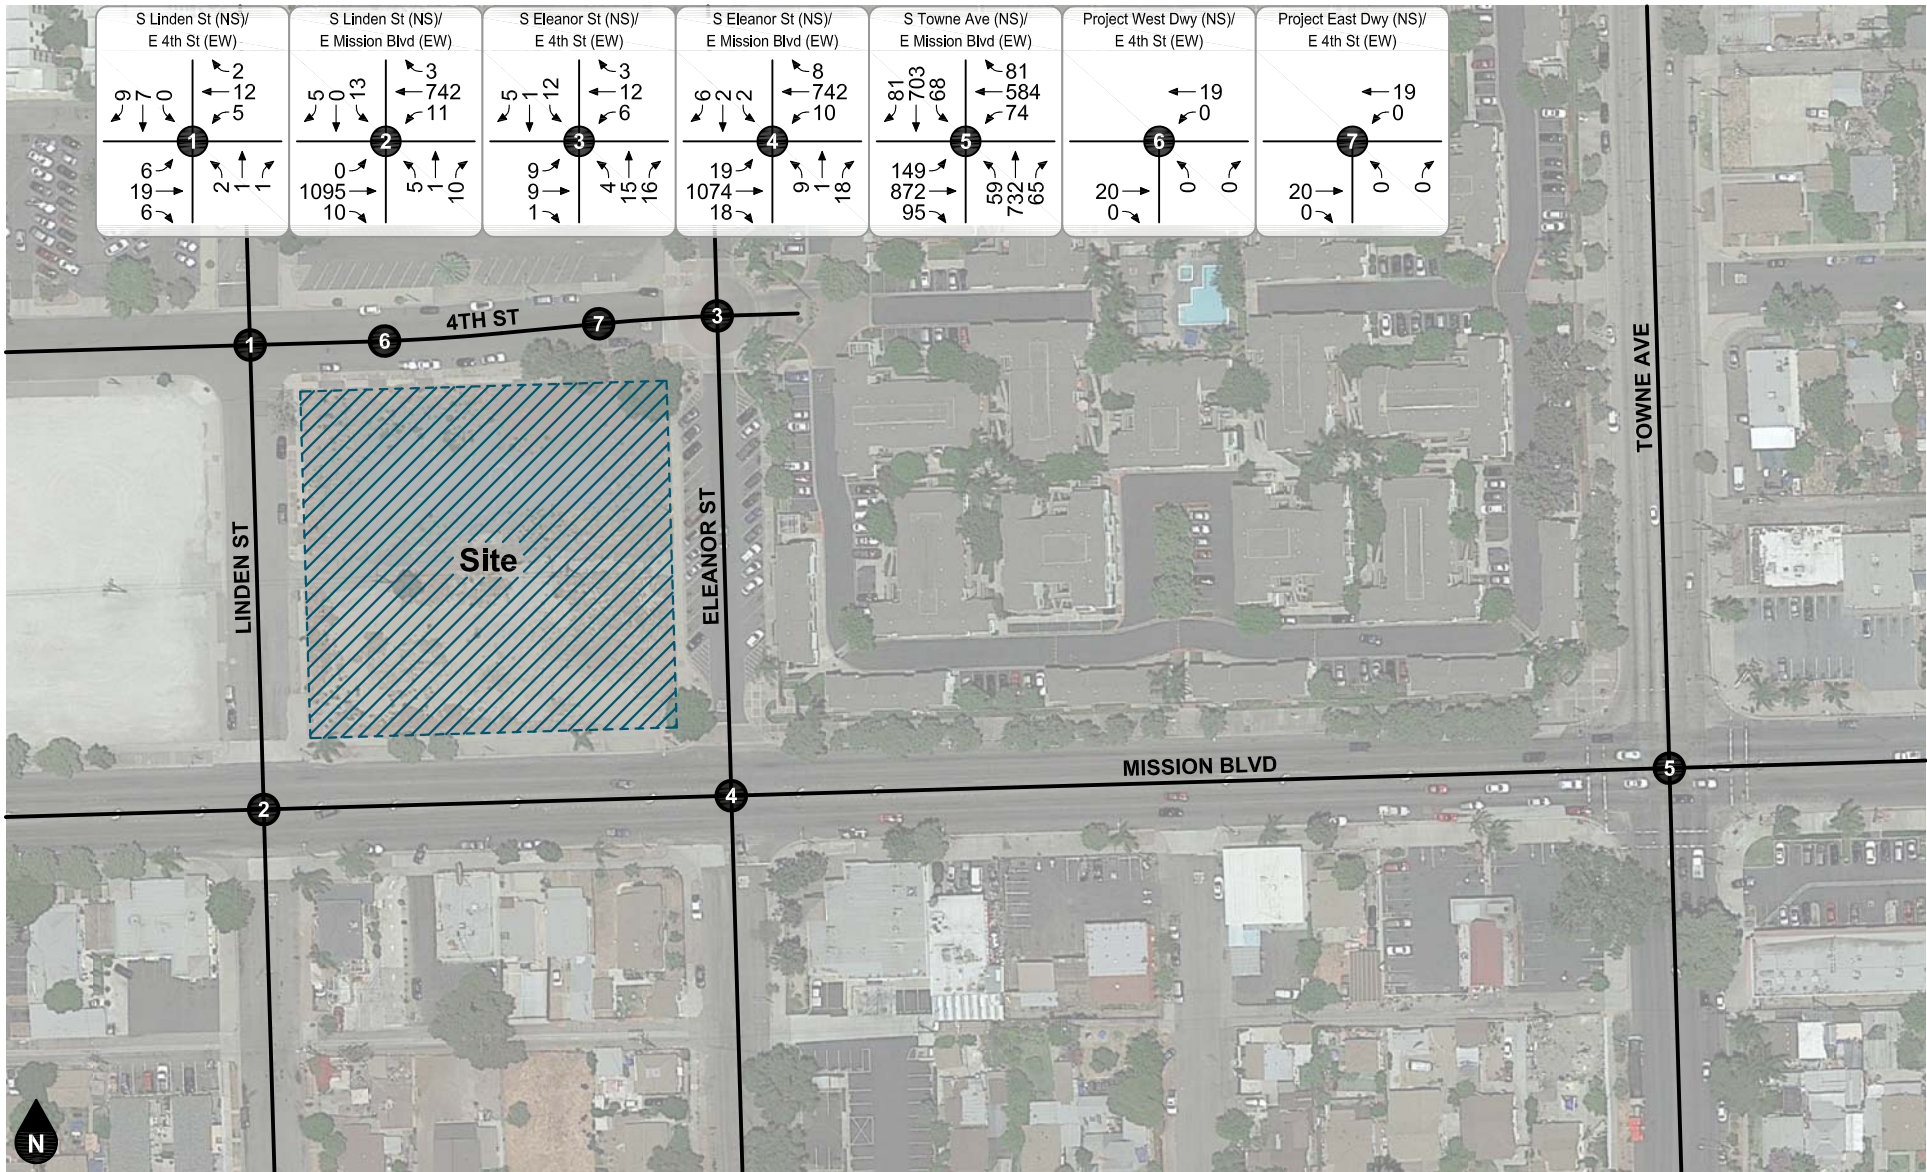 S Linden St (NS)/
E 4th St (EW)
9 7 0
2
12
5
1
6
19
6
2 1 1
S Linden St (NS)/
E Mission Blvd (EW)
5 0 13
3
742
11
2
0
1095
10
5 1 10
S Eleanor St (NS)/
E 4th St (EW)
5 1 12
3
12
6
3
9
9
1
4 15 16
S Eleanor St (NS)/
E Mission Blvd (EW)
6 2 2
8
742
10
4
19
1074
18
9 1 18
S Towne Ave (NS)/
E Mission Blvd (EW)
81 703 68
81
584
74
5
149
872
95
59 732 65
Project West Dwy (NS)/
E 4th St (EW)
19
0
6
20
0
0 0
Project East Dwy (NS)/
E 4th St (EW)
19
0
7
20
0
0 0
1
6
4TH ST
7
3
LINDEN ST
Site
ELEANOR ST
TOWNE AVE
MISSION BLVD
2
4
5
N